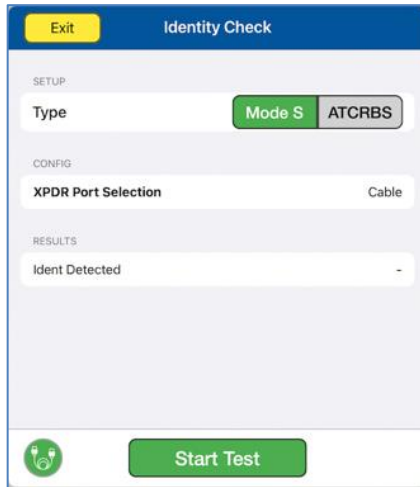 Exit
Identity Check
SETUP
Type
Mode S
ATCRBS
CONFIG
XPDR Port Selection
Cable
RESULTS
Ident Detected
-
Start Test